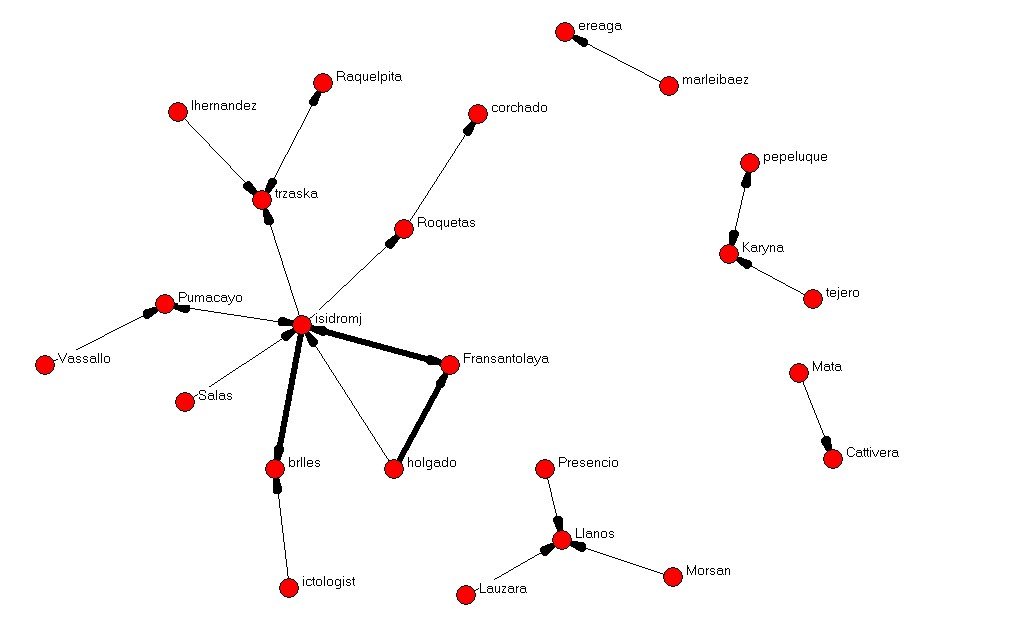 ereaga
Raquelpita
marleibaez
lhernandez
corchado
pepeluque
trzaska
Roquetas
Karyna
tejero
Pumacayo
isidromj
Vassallo
Fransantolaya
Mata
Salas
Cattivera
brlles
holgado
Presencio
Llanos
Morsan
ictologist
Lauzara